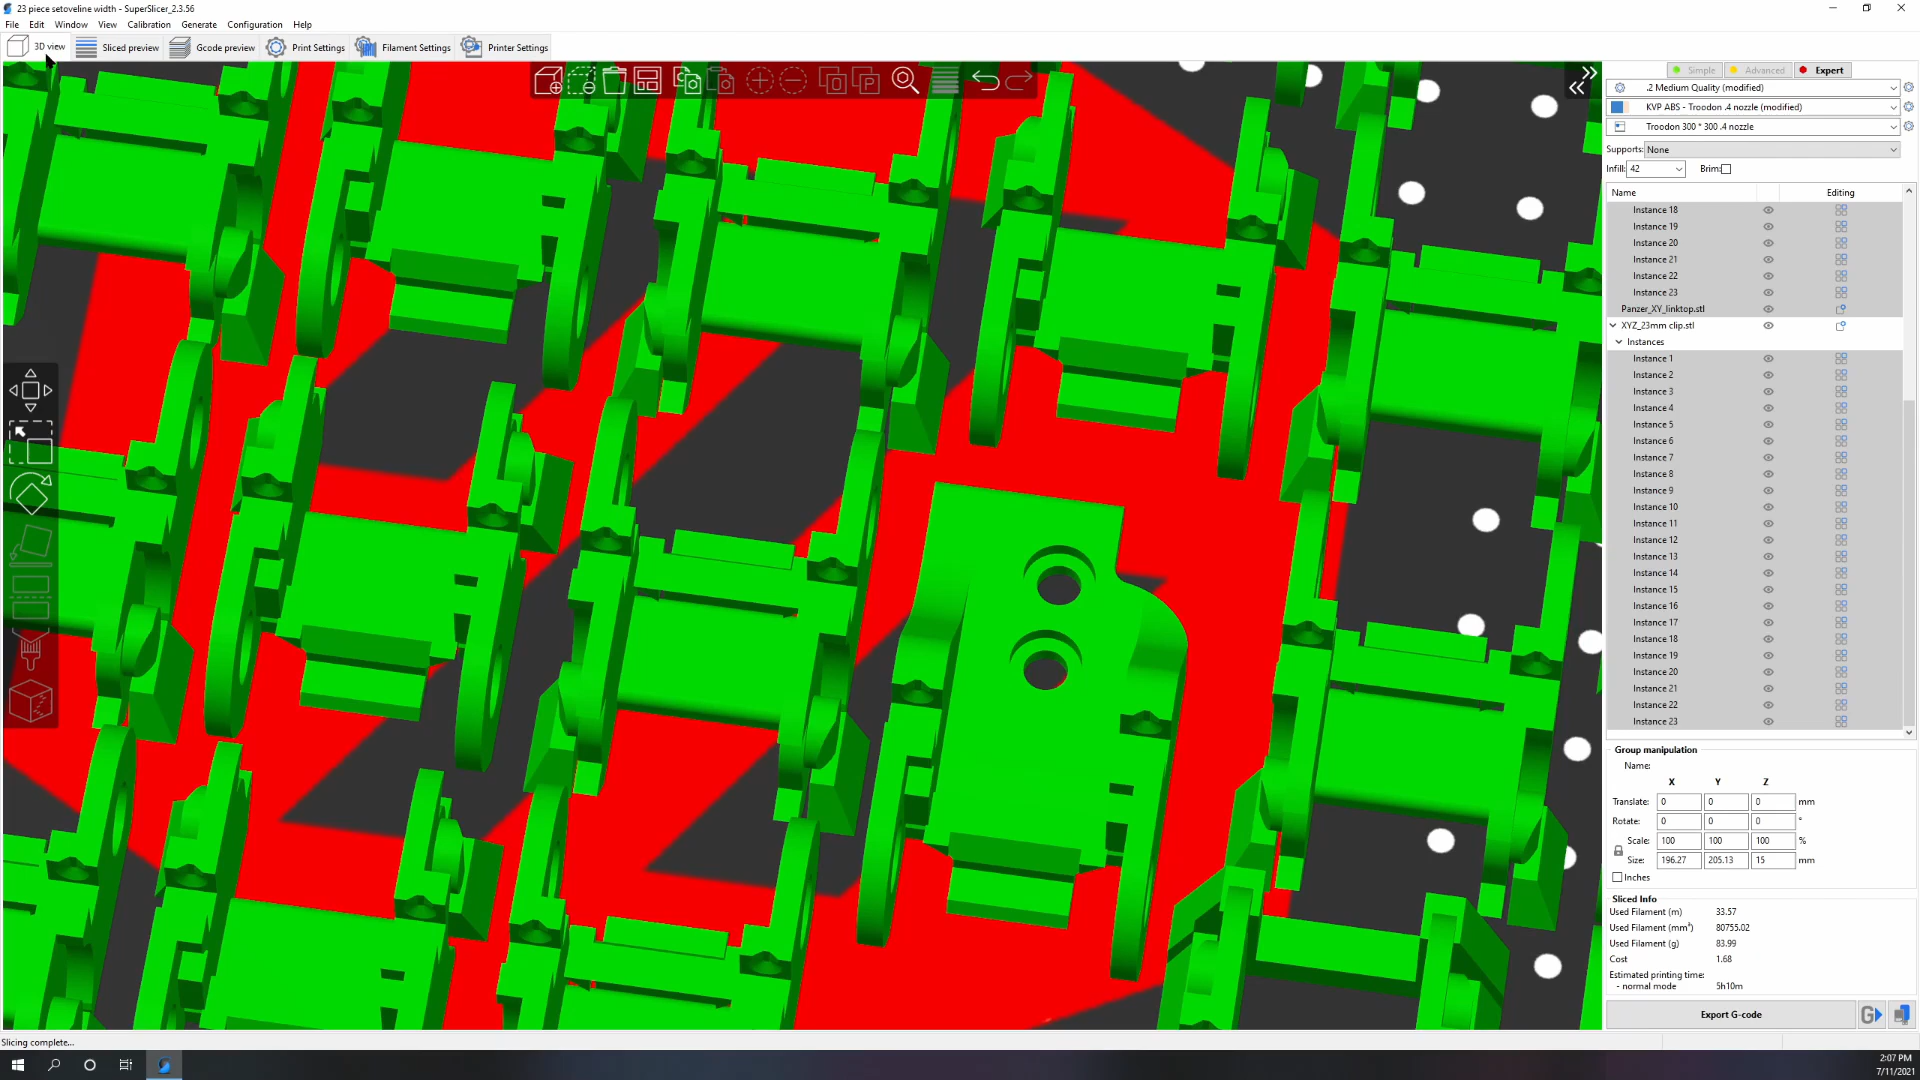 23 piece setoveline width - SuperSlicer_2.3.56
File Edit Window View Calibration Generate Configuration Help
3D view Sliced preview Gcode preview Print Settings Filament Settings Printer Settings
Simple Advanced Expert
.2 Medium Quality (modified)
KVP ABS - Troodon .4 nozzle (modified)
Troodon 300 * 300 .4 nozzle
Supports: None
Infill: 42 Brim:
Name Editing
Instance 18
Instance 19
Instance 20
Instance 21
Instance 22
Instance 23
Panzer_XY_linktop.stl
XYZ_23mm clip.stl
Instances
Instance 1
Instance 2
Instance 3
Instance 4
Instance 5
Instance 6
Instance 7
Instance 8
Instance 9
Instance 10
Instance 11
Instance 12
Instance 13
Instance 14
Instance 15
Instance 16
Instance 17
Instance 18
Instance 19
Instance 20
Instance 21
Instance 22
Instance 23
Group manipulation
Name:
X Y Z
Translate: 0 0 0 mm
Rotate: 0 0 0 °
Scale: 100 100 100 %
Size: 196.27 205.13 15 mm
Inches
Sliced Info
Used Filament (m) 33.57
Used Filament (mm³) 80755.02
Used Filament (g) 83.99
Cost 1.68
Estimated printing time:
- normal mode 5h10m
Export G-code
Slicing complete...
2:07 PM
7/11/2021